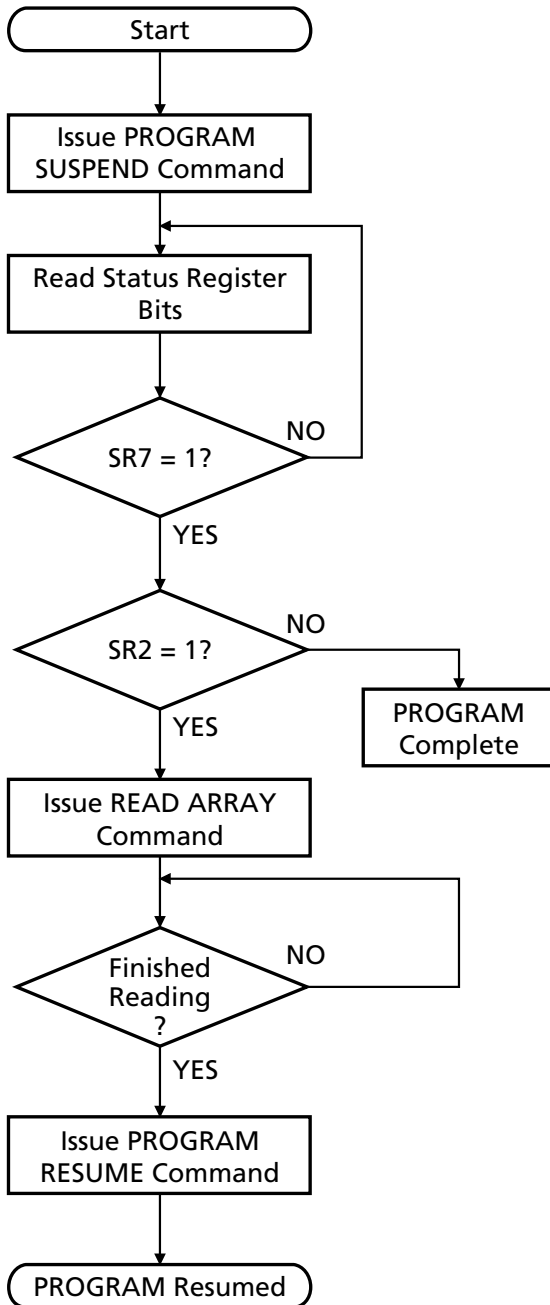 Start
Issue PROGRAM
SUSPEND Command
Read Status Register
Bits
NO
SR7 = 1?
YES
NO
SR2 = 1?
YES
PROGRAM
Complete
Issue READ ARRAY
Command
NO
Finished
Reading
?
YES
Issue PROGRAM
RESUME Command
PROGRAM Resumed